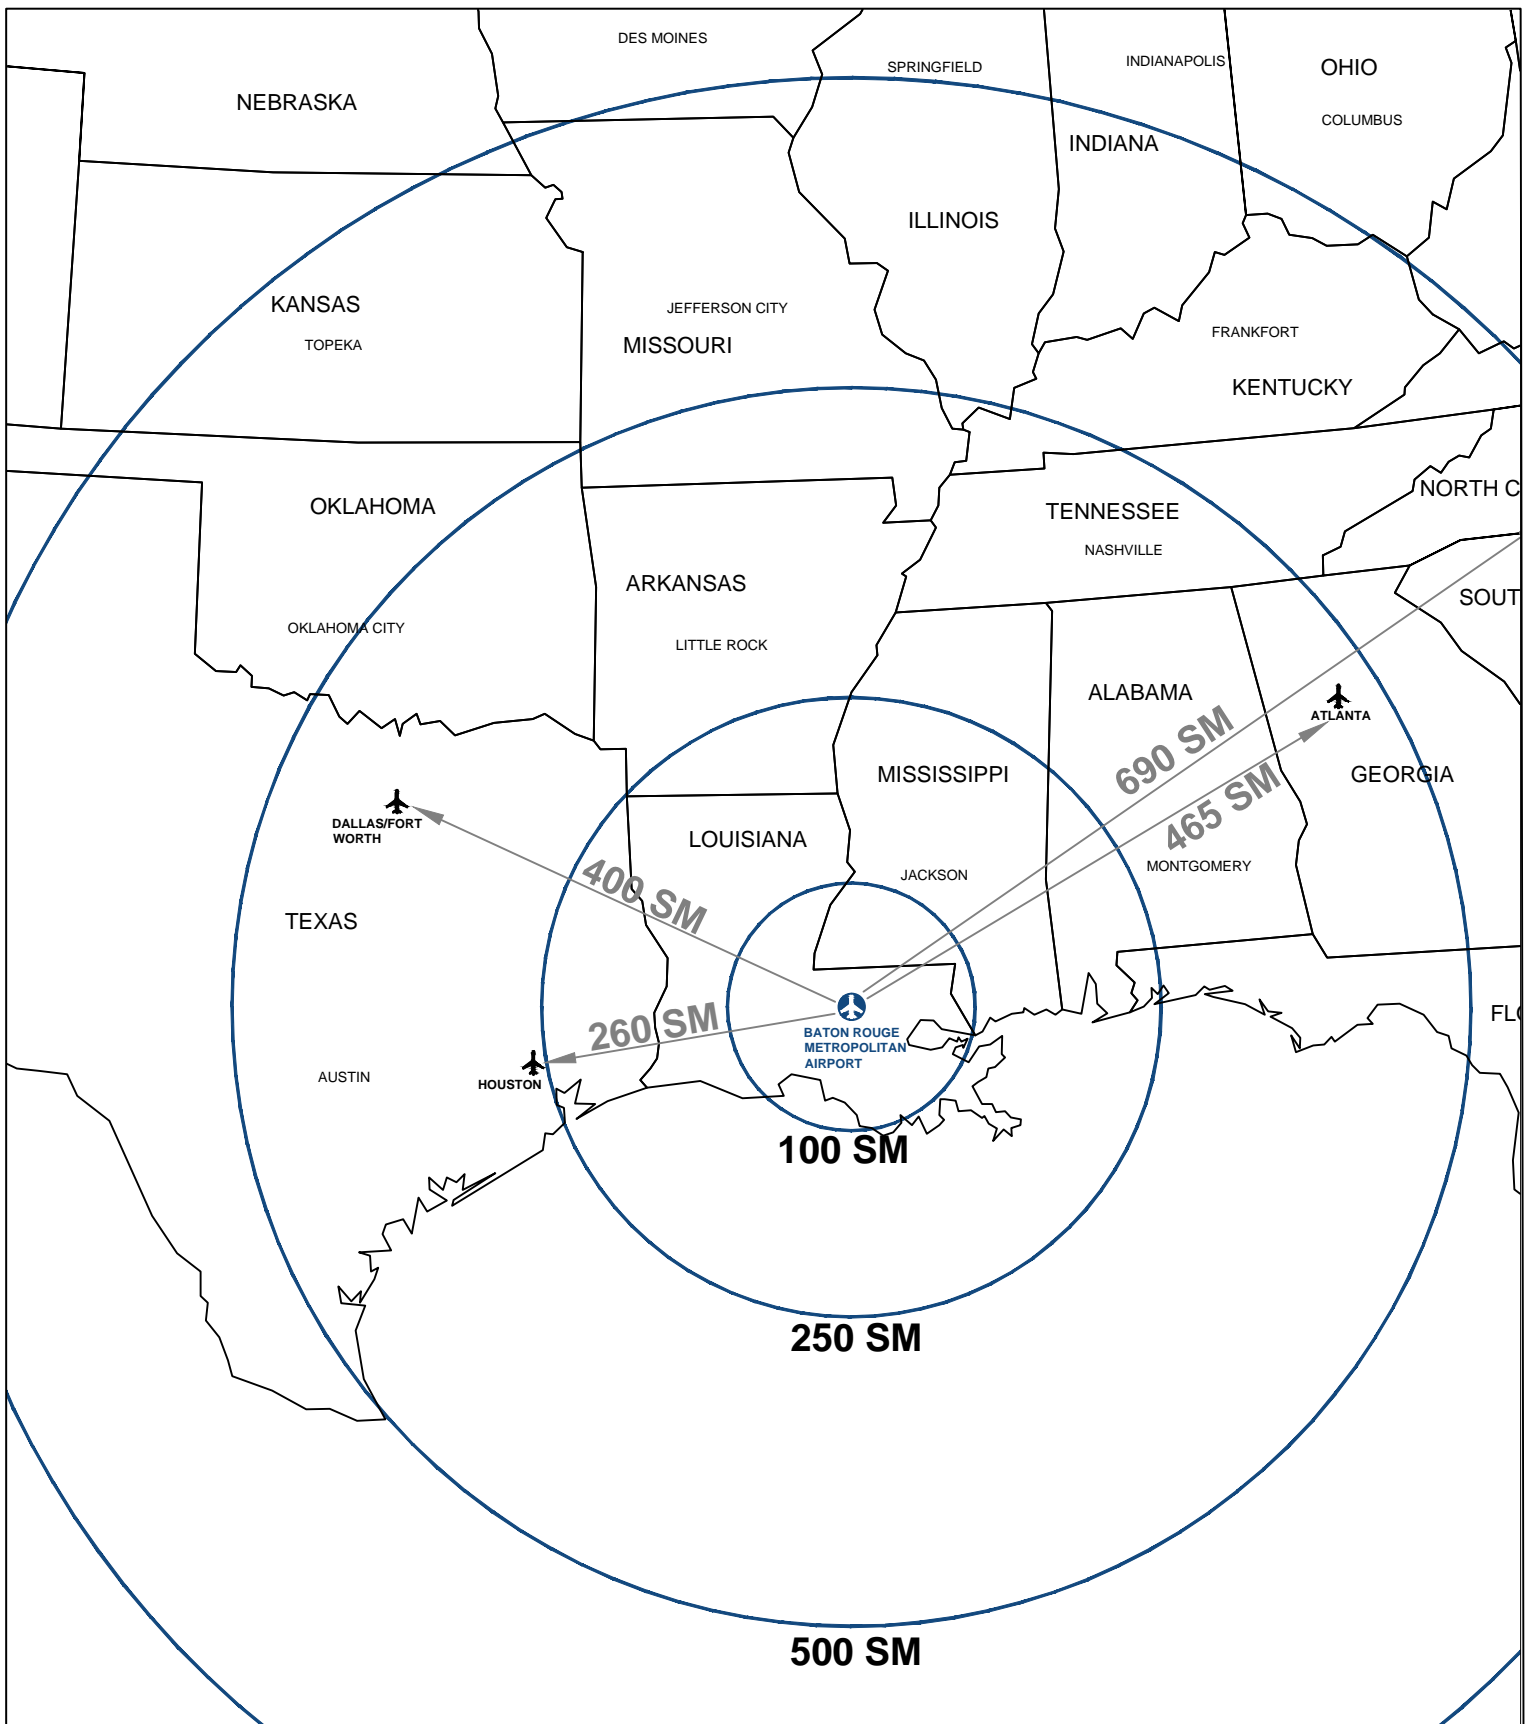 DES MOINES
SPRINGFIELD
INDIANAPOLIS
OHIO
NEBRASKA
COLUMBUS
INDIANA
ILLINOIS
KANSAS
JEFFERSON CITY
TOPEKA
MISSOURI
FRANKFORT
KENTUCKY
NORTH C
OKLAHOMA
TENNESSEE
NASHVILLE
ARKANSAS
SOUT
OKLAHOMA CITY
LITTLE ROCK
ALABAMA
ATLANTA
690 SM
465 SM
MISSISSIPPI
GEORGIA
DALLAS/FORT
WORTH
LOUISIANA
MONTGOMERY
JACKSON
400 SM
TEXAS
FLO
260 SM
BATON ROUGE
METROPOLITAN
AIRPORT
AUSTIN
HOUSTON
100 SM
250 SM
500 SM